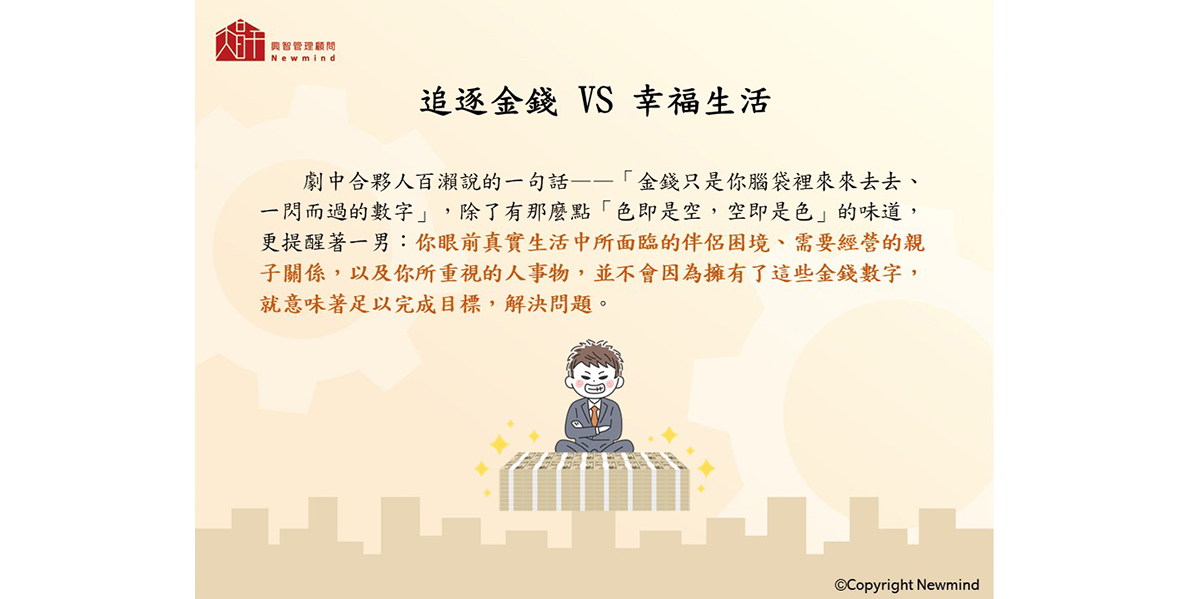 興智管理顧問
Newmind
追逐金錢 VS 幸福生活
劇中合夥人百瀨說的一句話──「金錢只是你腦袋裡來來去去、
一閃而過的數字」，除了有那麼點「色即是空，空即是色」的味道，
更提醒著一男：你眼前真實生活中所面臨的伴侶困境、需要經營的親
子關係，以及你所重視的人事物，並不會因為擁有了這些金錢數字，
就意味著足以完成目標，解決問題。
©Copyright Newmind